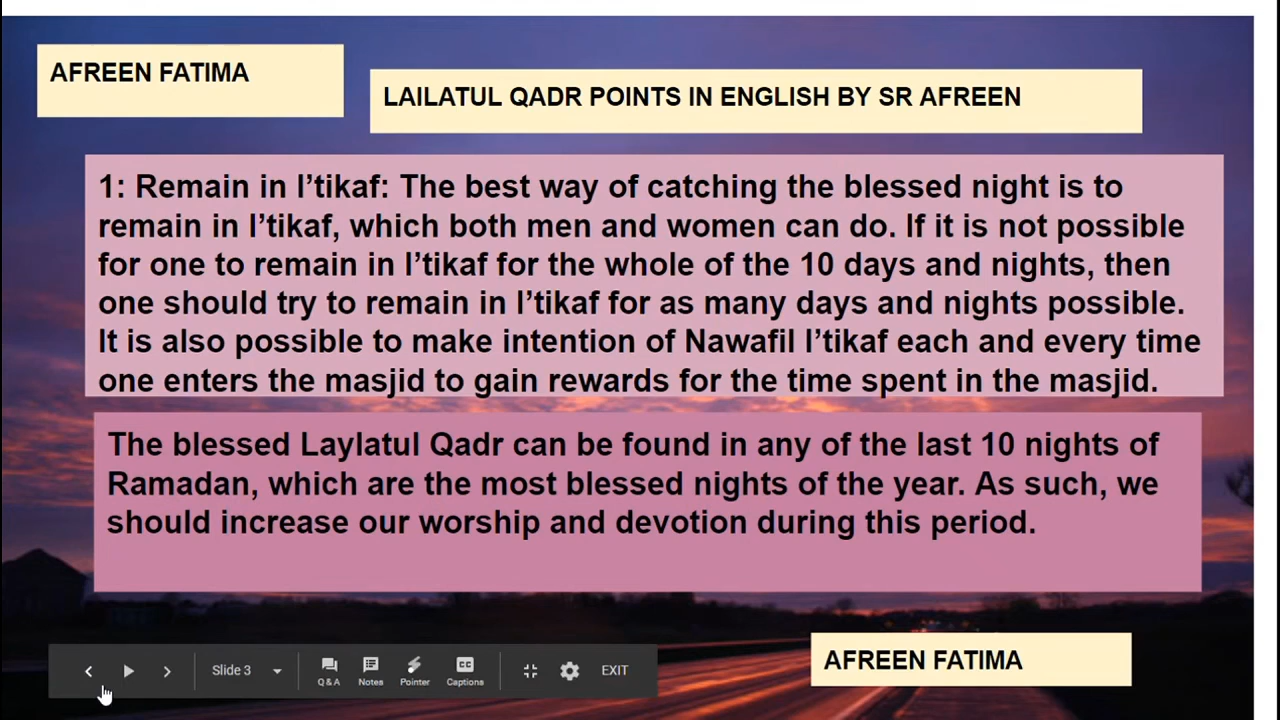 AFREEN FATIMA
LAILATUL QADR POINTS IN ENGLISH BY SR AFREEN
1: Remain in I’tikaf: The best way of catching the blessed night is to
remain in I’tikaf, which both men and women can do. If it is not possible
for one to remain in I’tikaf for the whole of the 10 days and nights, then
one should try to remain in I’tikaf for as many days and nights possible.
It is also possible to make intention of Nawafil I’tikaf each and every time
one enters the masjid to gain rewards for the time spent in the masjid.
The blessed Laylatul Qadr can be found in any of the last 10 nights of
Ramadan, which are the most blessed nights of the year. As such, we
should increase our worship and devotion during this period.
AFREEN FATIMA
Slide 3 Q&A Notes Pointer CC Captions EXIT